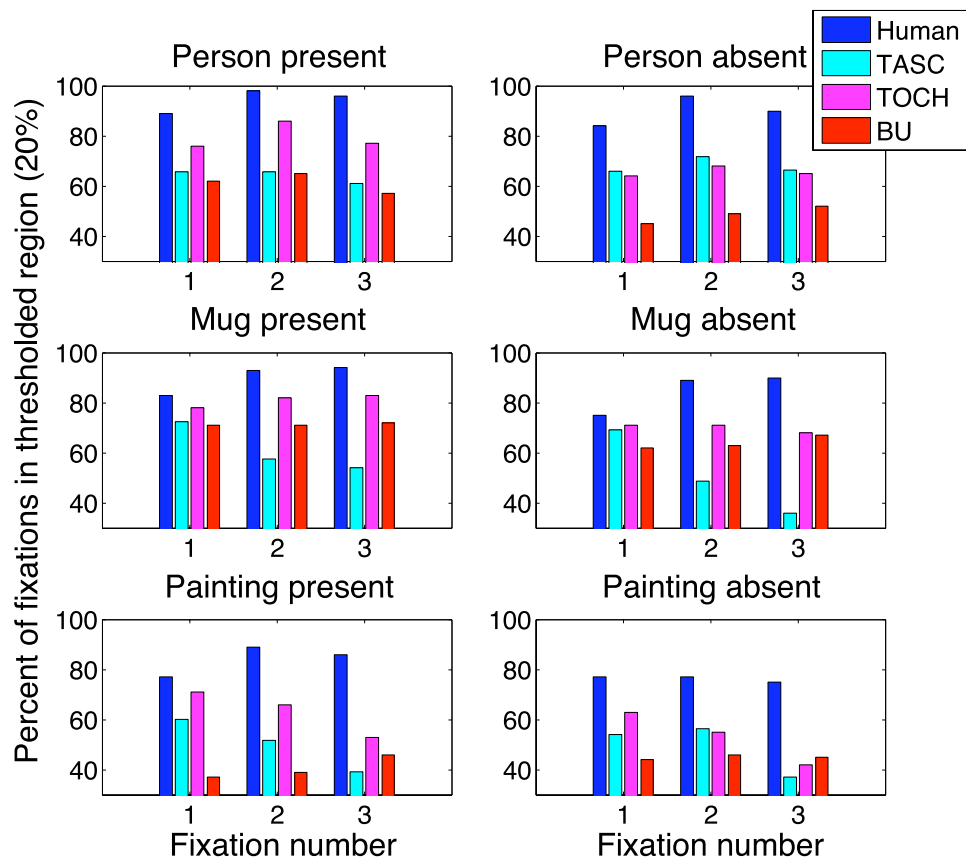 Human
TASC
TOCH
BU
Percent of fixations in thresholded region (20%)
Person present
100
80
60
40
1 2 3
Person absent
100
80
60
40
1 2 3
Mug present
100
80
60
40
1 2 3
Mug absent
100
80
60
40
1 2 3
Painting present
100
80
60
40
1 2 3
Fixation number
Painting absent
100
80
60
40
1 2 3
Fixation number